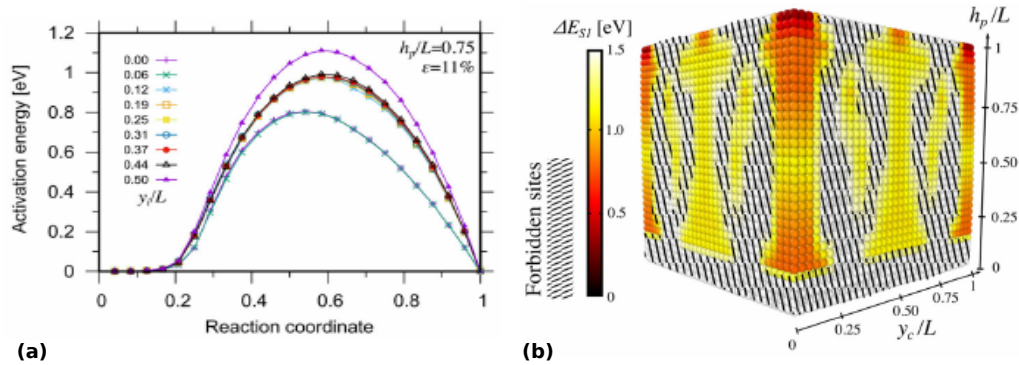 Activation energy [eV]
1.2
1
0.8
0.6
0.4
0.2
0
0.00
0.06
0.12
0.19
0.25
0.31
0.37
0.44
0.50
y_i/L
h_p/L=0.75
ε=11%
0 0.2 0.4 0.6 0.8 1
Reaction coordinate
(a)
ΔE_S1 [eV]
1.5
1.0
0.5
0
Forbidden sites
h_p/L
1
0.75
0.50
0.25
0
0 0.25 0.50 0.75 1
y_c/L
(b)